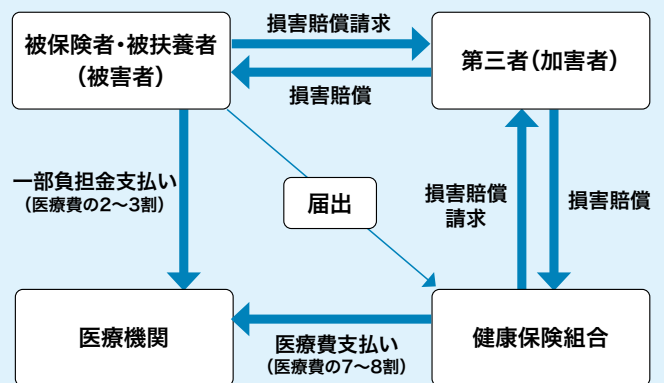 損害賠償請求
被保険者・被扶養者
（被害者）
第三者（加害者）
損害賠償
一部負担金支払い
（医療費の2〜3割）
届出
損害賠償
請求
損害賠償
医療機関
医療費支払い
（医療費の7〜8割）
健康保険組合